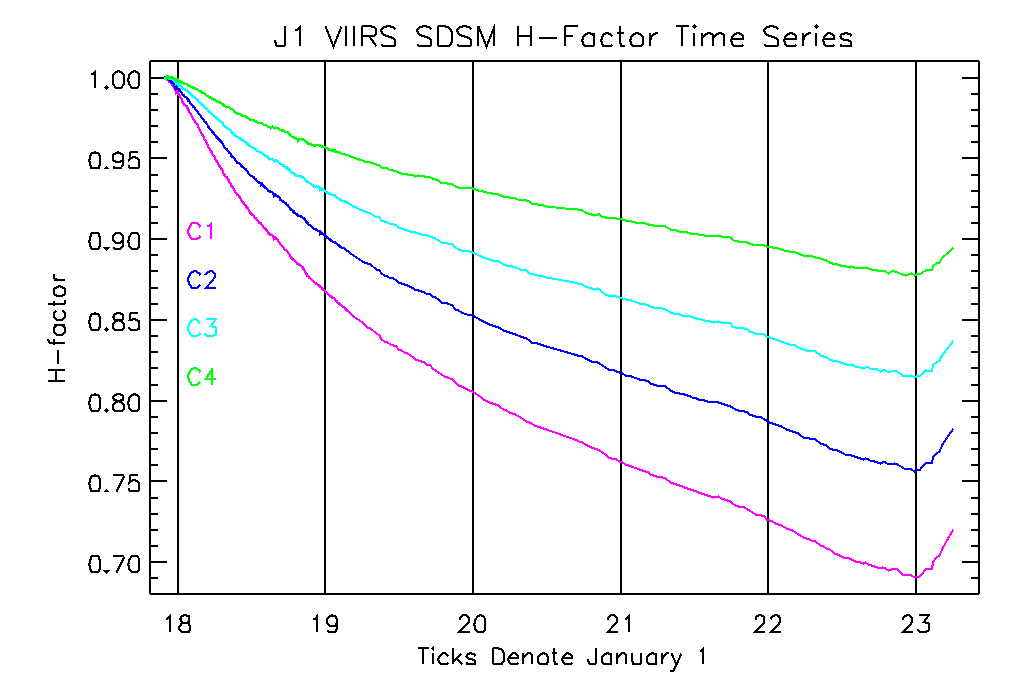 J1 VIIRS SDSM H-Factor Time Series
1.00
0.95
0.90
0.85
0.80
0.75
0.70
H-factor
C1
C2
C3
C4
18 19 20 21 22 23
Ticks Denote January 1